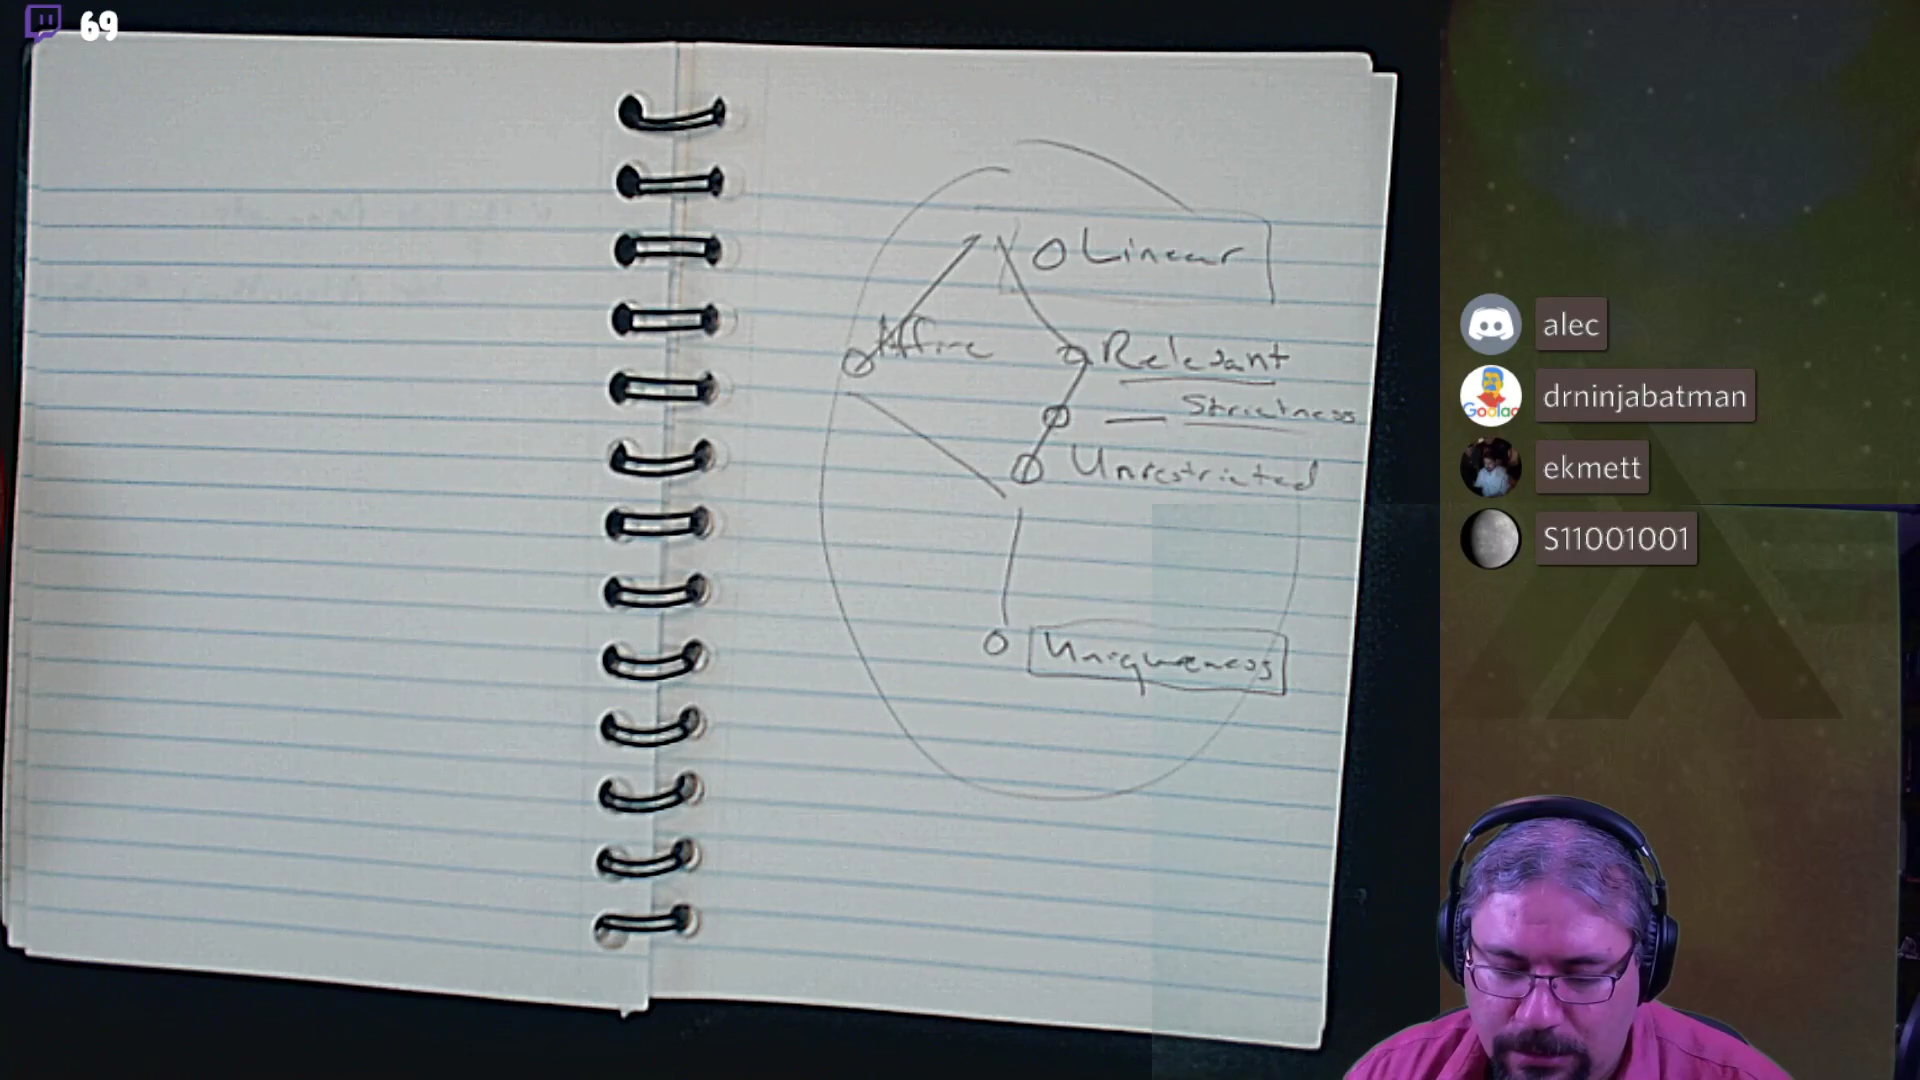 69
Linear
Affine
Relevant
Strictness
Unrestricted
Uniqueness
alec
drninjabatman
ekmett
S11001001